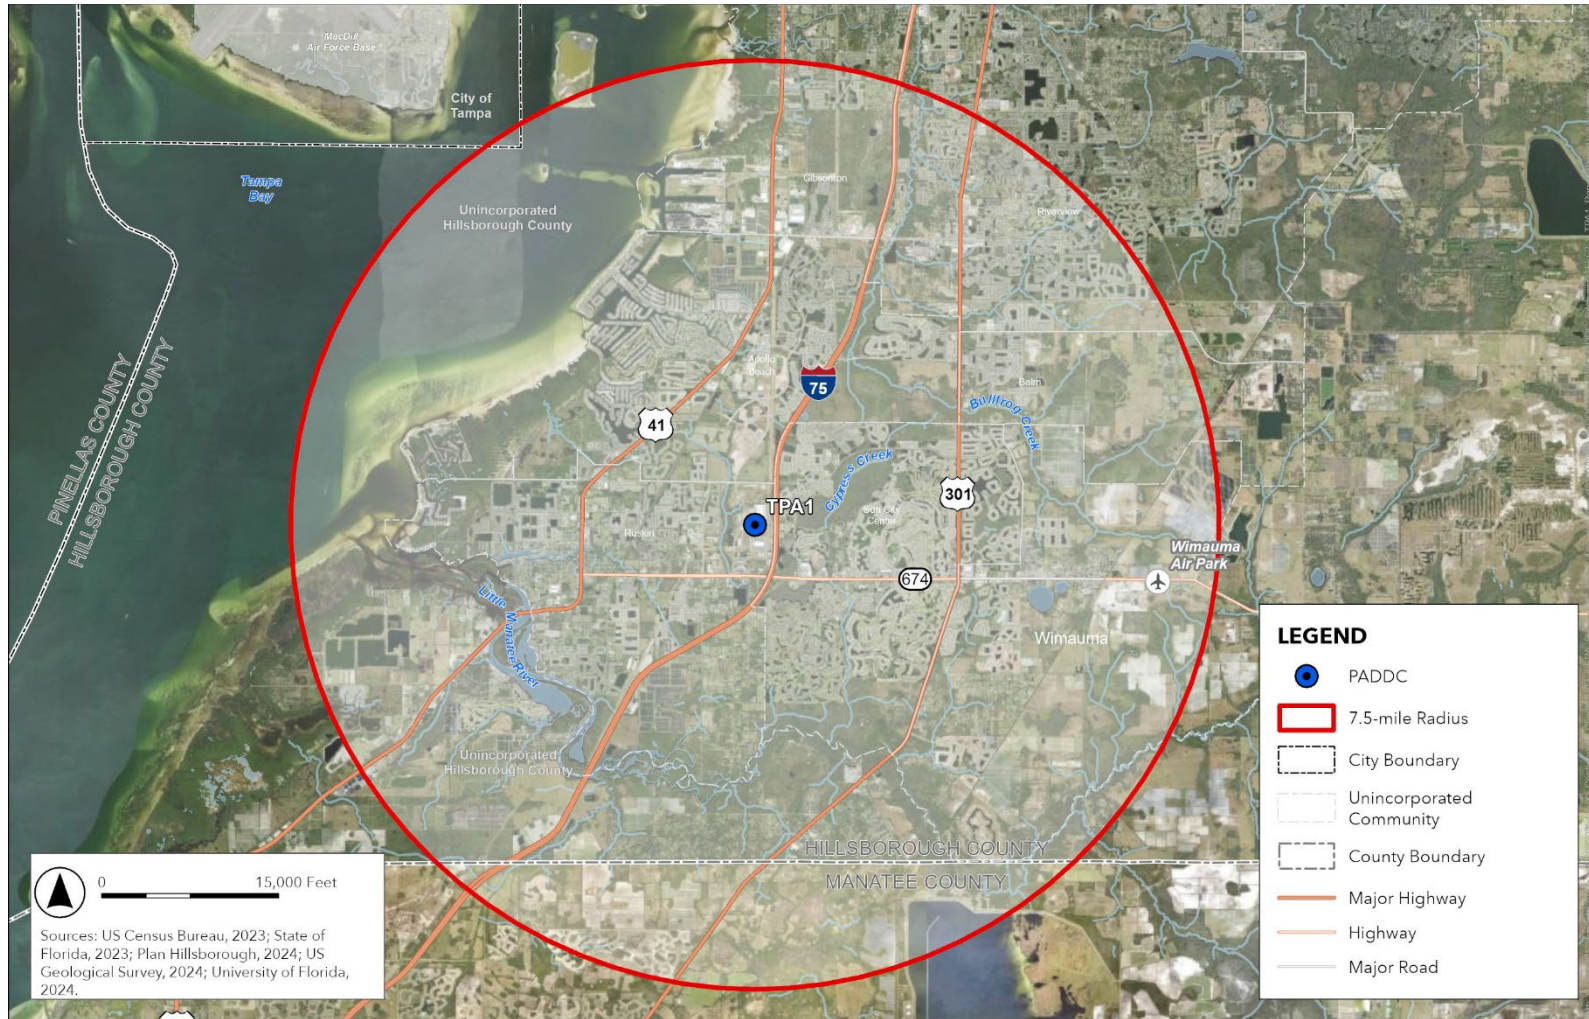 MacDill
Air Force Base
City of
Tampa
Tampa
Bay
Unincorporated
Hillsborough County
Gibsonton
Riverview
PINELLAS COUNTY
HILLSBOROUGH COUNTY
Apollo
Beach
75
Balm
Bullfrog Creek
41
Cypress Creek
301
TPA1
Sun City
Center
Ruskin
Wimauma
Air Park
674
Little Manatee River
Wimauma
Unincorporated
Hillsborough County
HILLSBOROUGH COUNTY
MANATEE COUNTY
0 15,000 Feet
Sources: US Census Bureau, 2023; State of
Florida, 2023; Plan Hillsborough, 2024; US
Geological Survey, 2024; University of Florida,
2024.
LEGEND
PADDC
7.5-mile Radius
City Boundary
Unincorporated
Community
County Boundary
Major Highway
Highway
Major Road